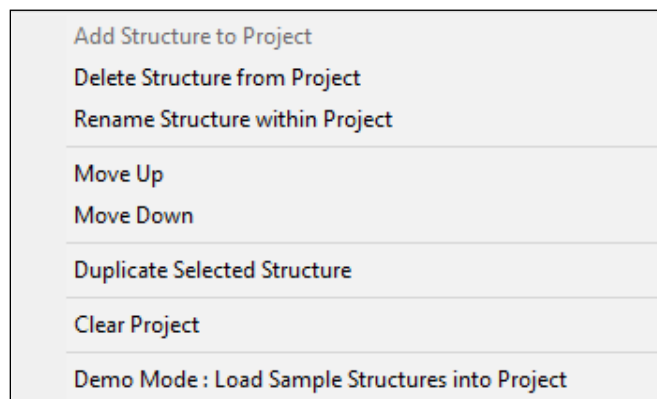 Add Structure to Project
Delete Structure from Project
Rename Structure within Project
Move Up
Move Down
Duplicate Selected Structure
Clear Project
Demo Mode : Load Sample Structures into Project